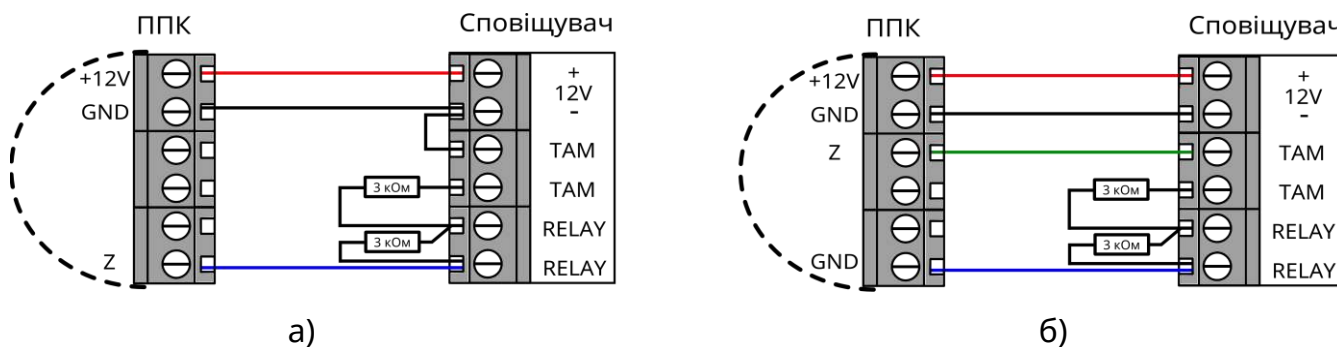 ППК
Сповіщувач
+12V
GND
Z
+
12V
-
TAM
TAM
RELAY
RELAY
3 кОм
3 кОм
а)
ППК
Сповіщувач
+12V
GND
Z
GND
+
12V
-
TAM
TAM
RELAY
RELAY
3 кОм
3 кОм
б)